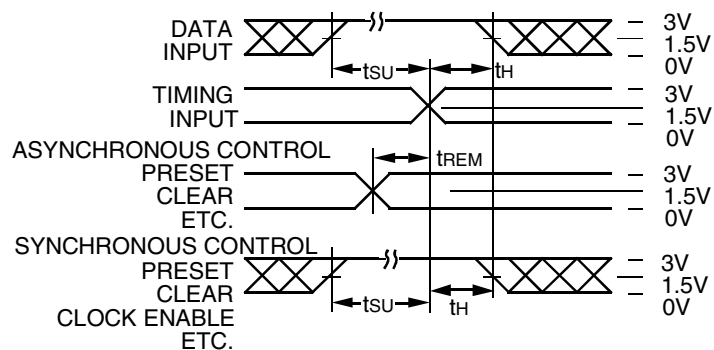 DATA
INPUT
tSU
tH
3V
1.5V
0V
TIMING
INPUT
3V
1.5V
0V
ASYNCHRONOUS CONTROL
PRESET
CLEAR
ETC.
tREM
3V
1.5V
0V
SYNCHRONOUS CONTROL
PRESET
CLEAR
CLOCK ENABLE
ETC.
tSU
tH
3V
1.5V
0V